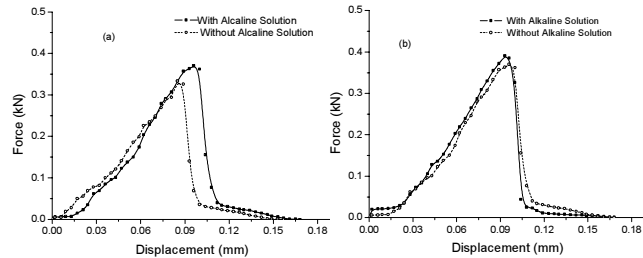 (a)
With Alcaline Solution
Without Alcaline Solution
0.5
0.4
0.3
0.2
0.1
0.0
Force (kN)
0.00 0.03 0.06 0.09 0.12 0.15 0.18
Displacement (mm)
(b)
With Alkaline Solution
Without Alkaline Solution
0.5
0.4
0.3
0.2
0.1
0.0
Force (kN)
0.00 0.03 0.06 0.09 0.12 0.15 0.18
Displacement (mm)